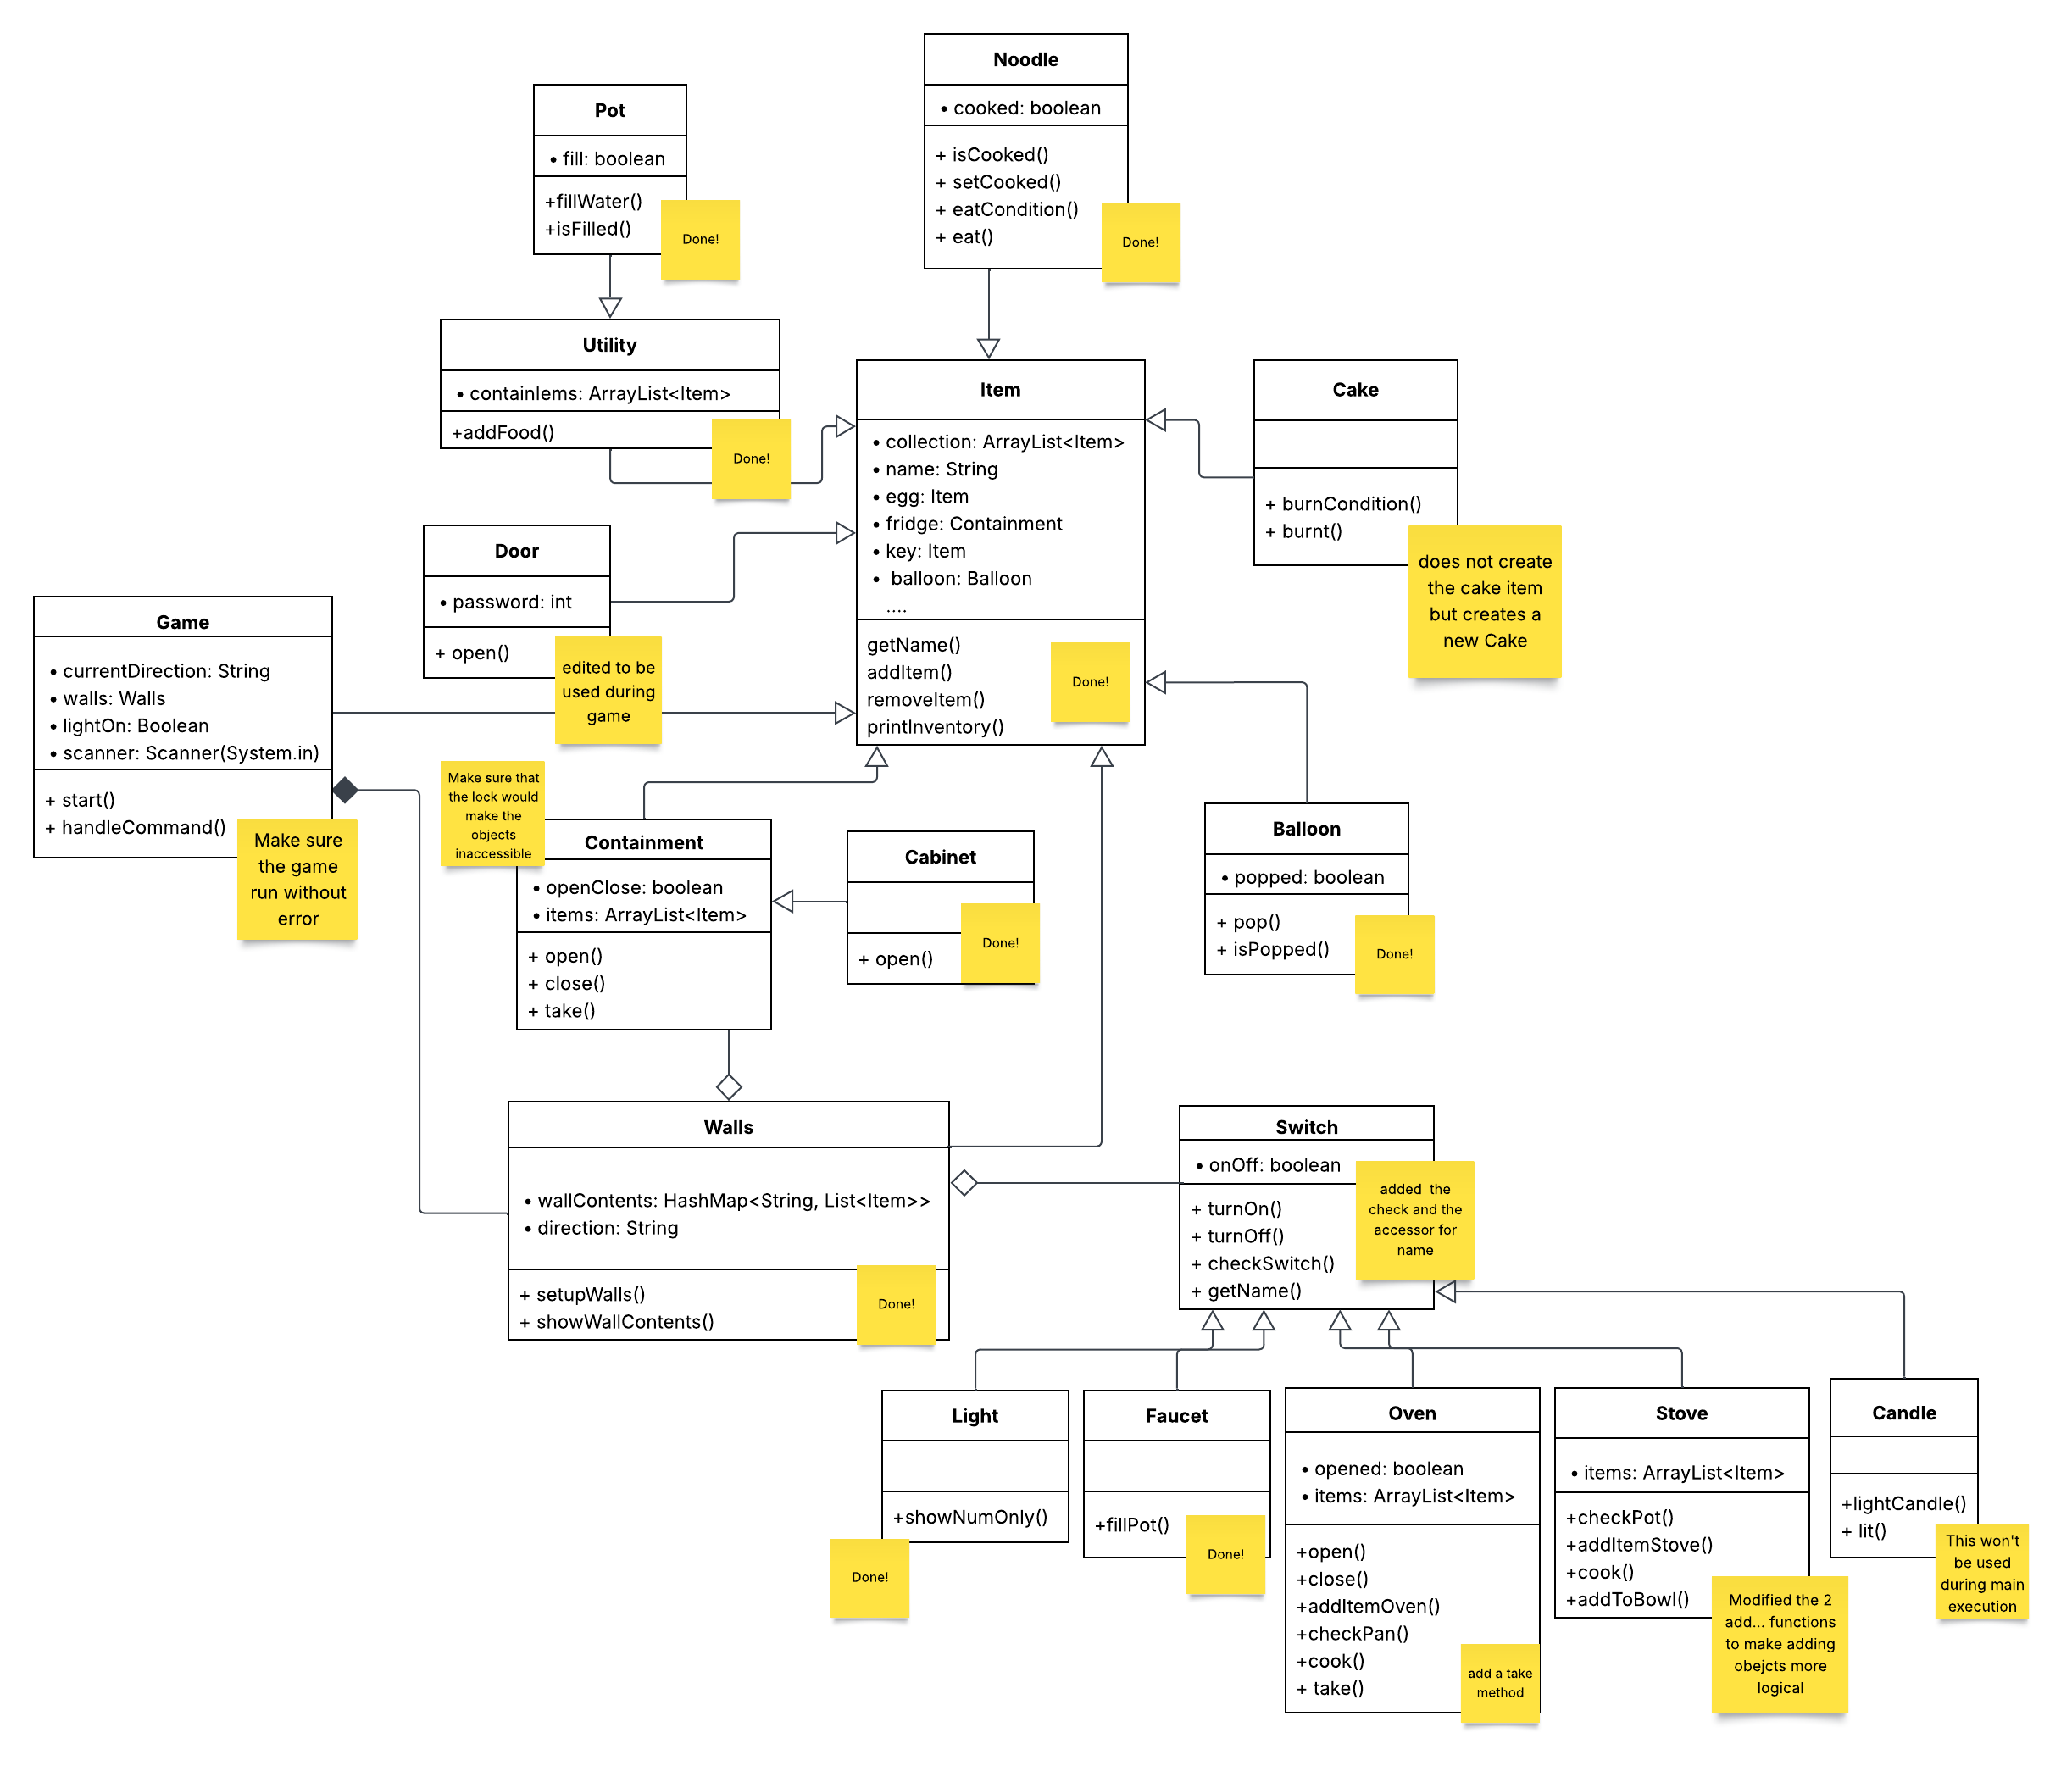 Noodle
• cooked: boolean
+ isCooked()
+ setCooked()
+ eatCondition()
+ eat()
Done!
Pot
• fill: boolean
+fillWater()
+isFilled()
Done!
Utility
• containIems: ArrayList<Item>
+addFood()
Done!
Item
• collection: ArrayList<Item>
• name: String
• egg: Item
• fridge: Containment
• key: Item
• balloon: Balloon
....
getName()
addItem()
removeItem()
printInventory()
Done!
Cake
+ burnCondition()
+ burnt()
does not create
the cake item
but creates a
new Cake
Door
• password: int
+ open()
edited to be
used during
game
Game
• currentDirection: String
• walls: Walls
• lightOn: Boolean
• scanner: Scanner(System.in)
+ start()
+ handleCommand()
Make sure
the game
run without
error
Make sure that
the lock would
make the
objects
inaccessible
Containment
• openClose: boolean
• items: ArrayList<Item>
+ open()
+ close()
+ take()
Cabinet
+ open()
Done!
Balloon
• popped: boolean
+ pop()
+ isPopped()
Done!
Walls
• wallContents: HashMap<String, List<Item>>
• direction: String
+ setupWalls()
+ showWallContents()
Done!
Switch
• onOff: boolean
+ turnOn()
+ turnOff()
+ checkSwitch()
+ getName()
added the
check and the
accessor for
name
Light
+showNumOnly()
Done!
Faucet
+fillPot()
Done!
Oven
• opened: boolean
• items: ArrayList<Item>
+open()
+close()
+addItemOven()
+checkPan()
+cook()
+ take()
add a take
method
Stove
• items: ArrayList<Item>
+checkPot()
+addItemStove()
+cook()
+addToBowl()
Modified the 2
add... functions
to make adding
obejcts more
logical
Candle
+lightCandle()
+ lit()
This won't
be used
during main
execution